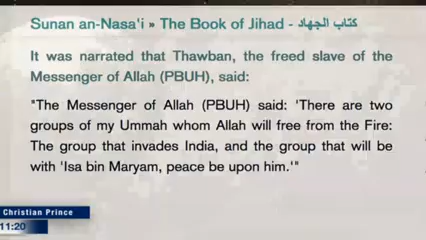 Sunan an-Nasa'i » The Book of Jihad - كتاب الجهاد
It was narrated that Thawban, the freed slave of the
Messenger of Allah (PBUH), said:
"The Messenger of Allah (PBUH) said: 'There are two
groups of my Ummah whom Allah will free from the Fire:
The group that invades India, and the group that will be
with 'Isa bin Maryam, peace be upon him.'"
Christian Prince
11:20